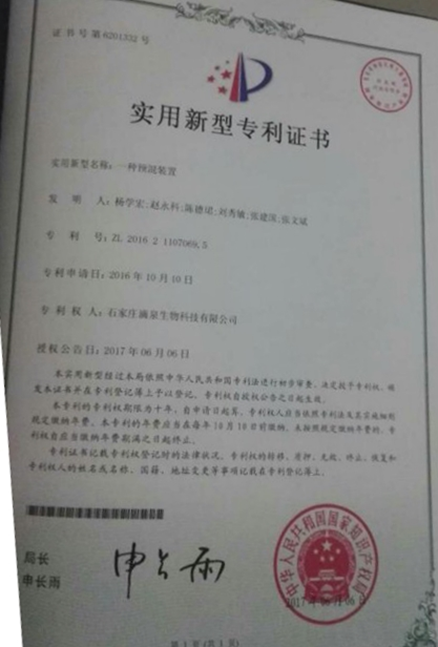 证书号第6201332号
实用新型专利证书
实用新型名称：一种预混装置
发 明 人：杨学宏;赵永科;陈德诺;刘秀敏;张建国;张文斌
专 利 号：ZL 2016 2 1107069.5
专利申请日：2016年10月10日
专 利 权 人：石家庄滴泉生物科技有限公司
授权公告日：2017年06月06日
本实用新型经过本局依照中华人民共和国专利法进行初步审查，决定授予专利权，颁
发本证书并在专利登记簿上予以登记。专利权自授权公告之日起生效。
本专利的专利权期限为十年，自申请日起算。专利权人应当依照专利法及其实施细则
规定缴纳年费。本专利的年费应当在每年10月10日前缴纳。未按照规定缴纳年费的，专
利权自应当缴纳年费期满之日起终止。
专利证书记载专利权登记时的法律状况。专利权的转移、质押、无效、终止、恢复和
专利权人的姓名或名称、国籍、地址变更等事项记载在专利登记簿上。
局长
申长雨
申长雨
中华人民共和国国家知识产权局
2017年06月06日
第1页(共1页)